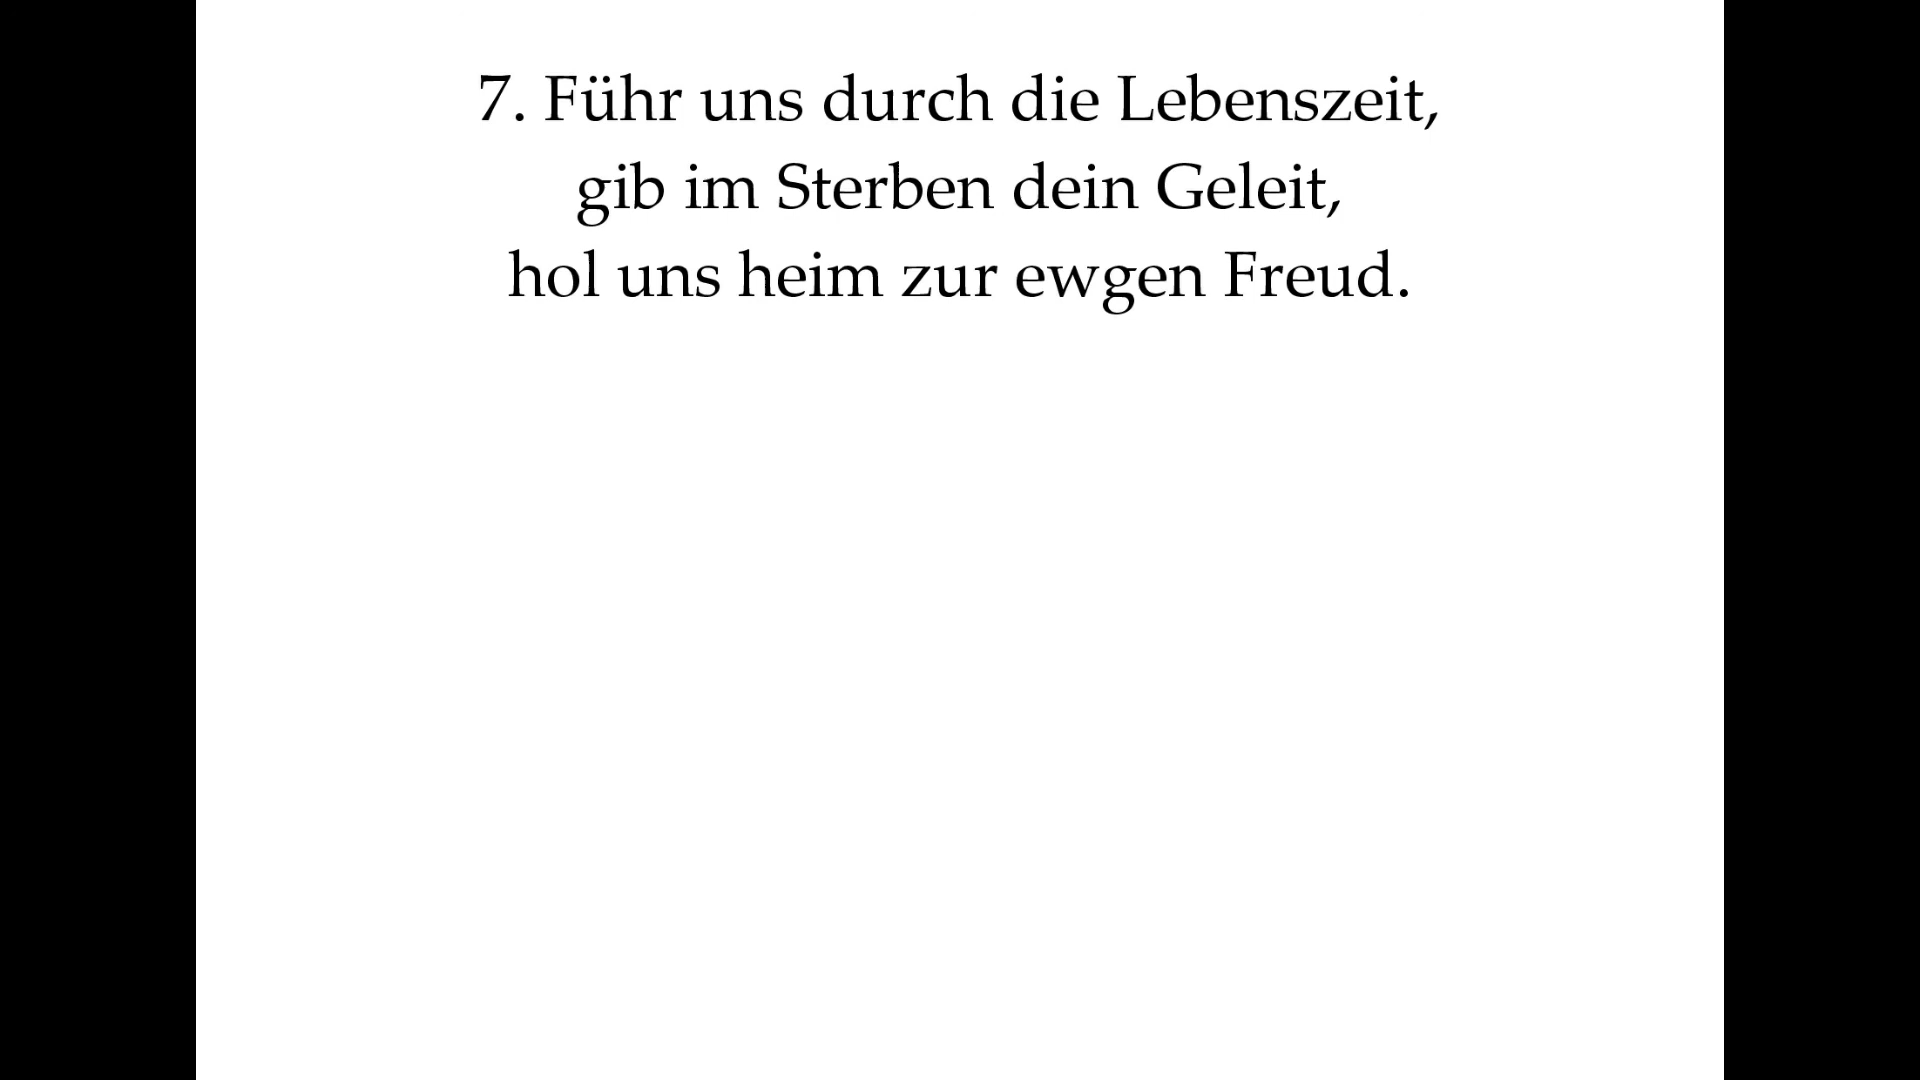 7. Führ uns durch die Lebenszeit,
gib im Sterben dein Geleit,
hol uns heim zur ewgen Freud.